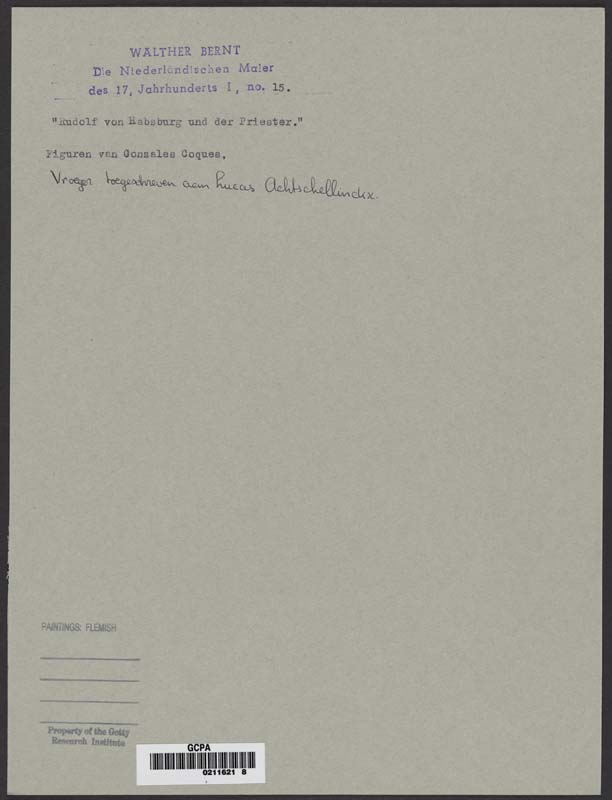 WALTHER BERNT
Die Niederländischen Maler
des 17, Jahrhunderts I, no. 15.
"Rudolf von Habsburg und der Priester."
Figuren van Gonzales Coques.
Vroeger toegeschreven aan Lucas Achtschellinckx.
PAINTINGS: FLEMISH
Property of the Getty
Research Institute
GCPA
0211621 8